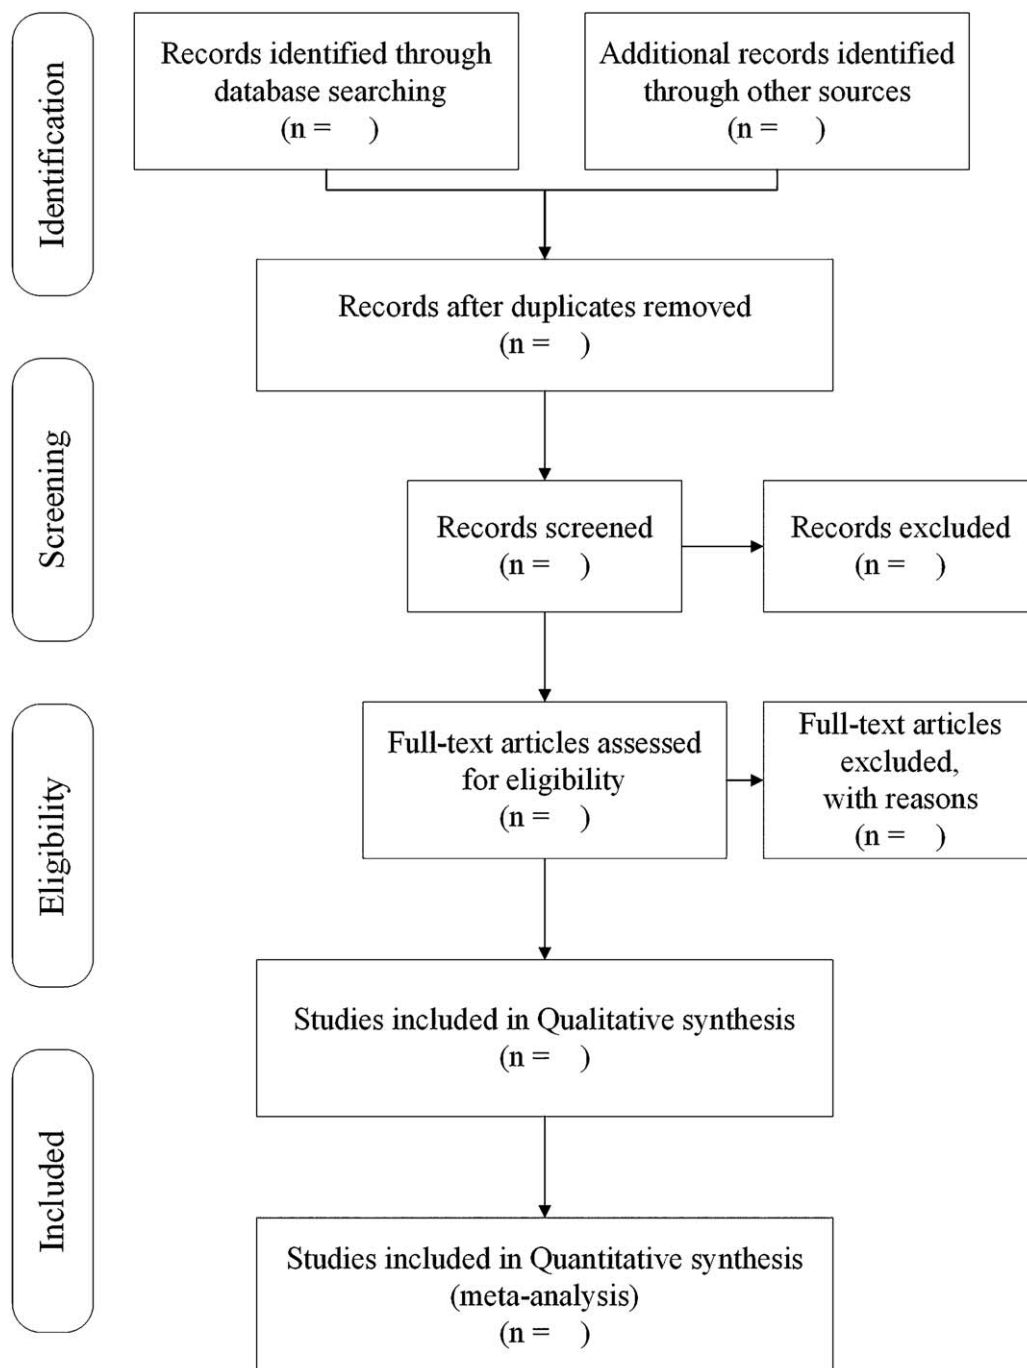 Identification
Records identified through
database searching
(n =    )
Additional records identified
through other sources
(n =    )
Records after duplicates removed
(n =    )
Screening
Records screened
(n =    )
Records excluded
(n =    )
Eligibility
Full-text articles assessed
for eligibility
(n =    )
Full-text articles
excluded,
with reasons
(n =    )
Studies included in Qualitative synthesis
(n =    )
Included
Studies included in Quantitative synthesis
(meta-analysis)
(n =    )